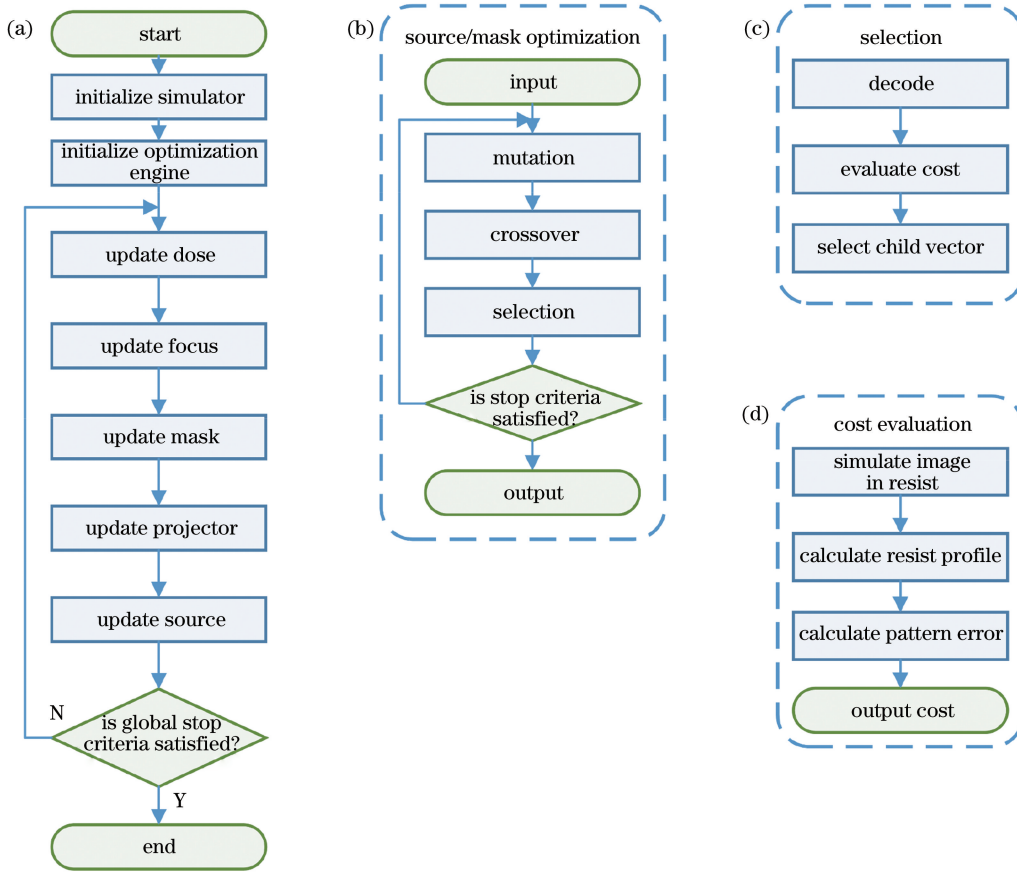 (a)
start
initialize simulator
initialize optimization
engine
update dose
update focus
update mask
update projector
update source
is global stop
criteria satisfied?
N
Y
end
(b)
source/mask optimization
input
mutation
crossover
selection
is stop criteria
satisfied?
output
(c)
selection
decode
evaluate cost
select child vector
(d)
cost evaluation
simulate image
in resist
calculate resist profile
calculate pattern error
output cost